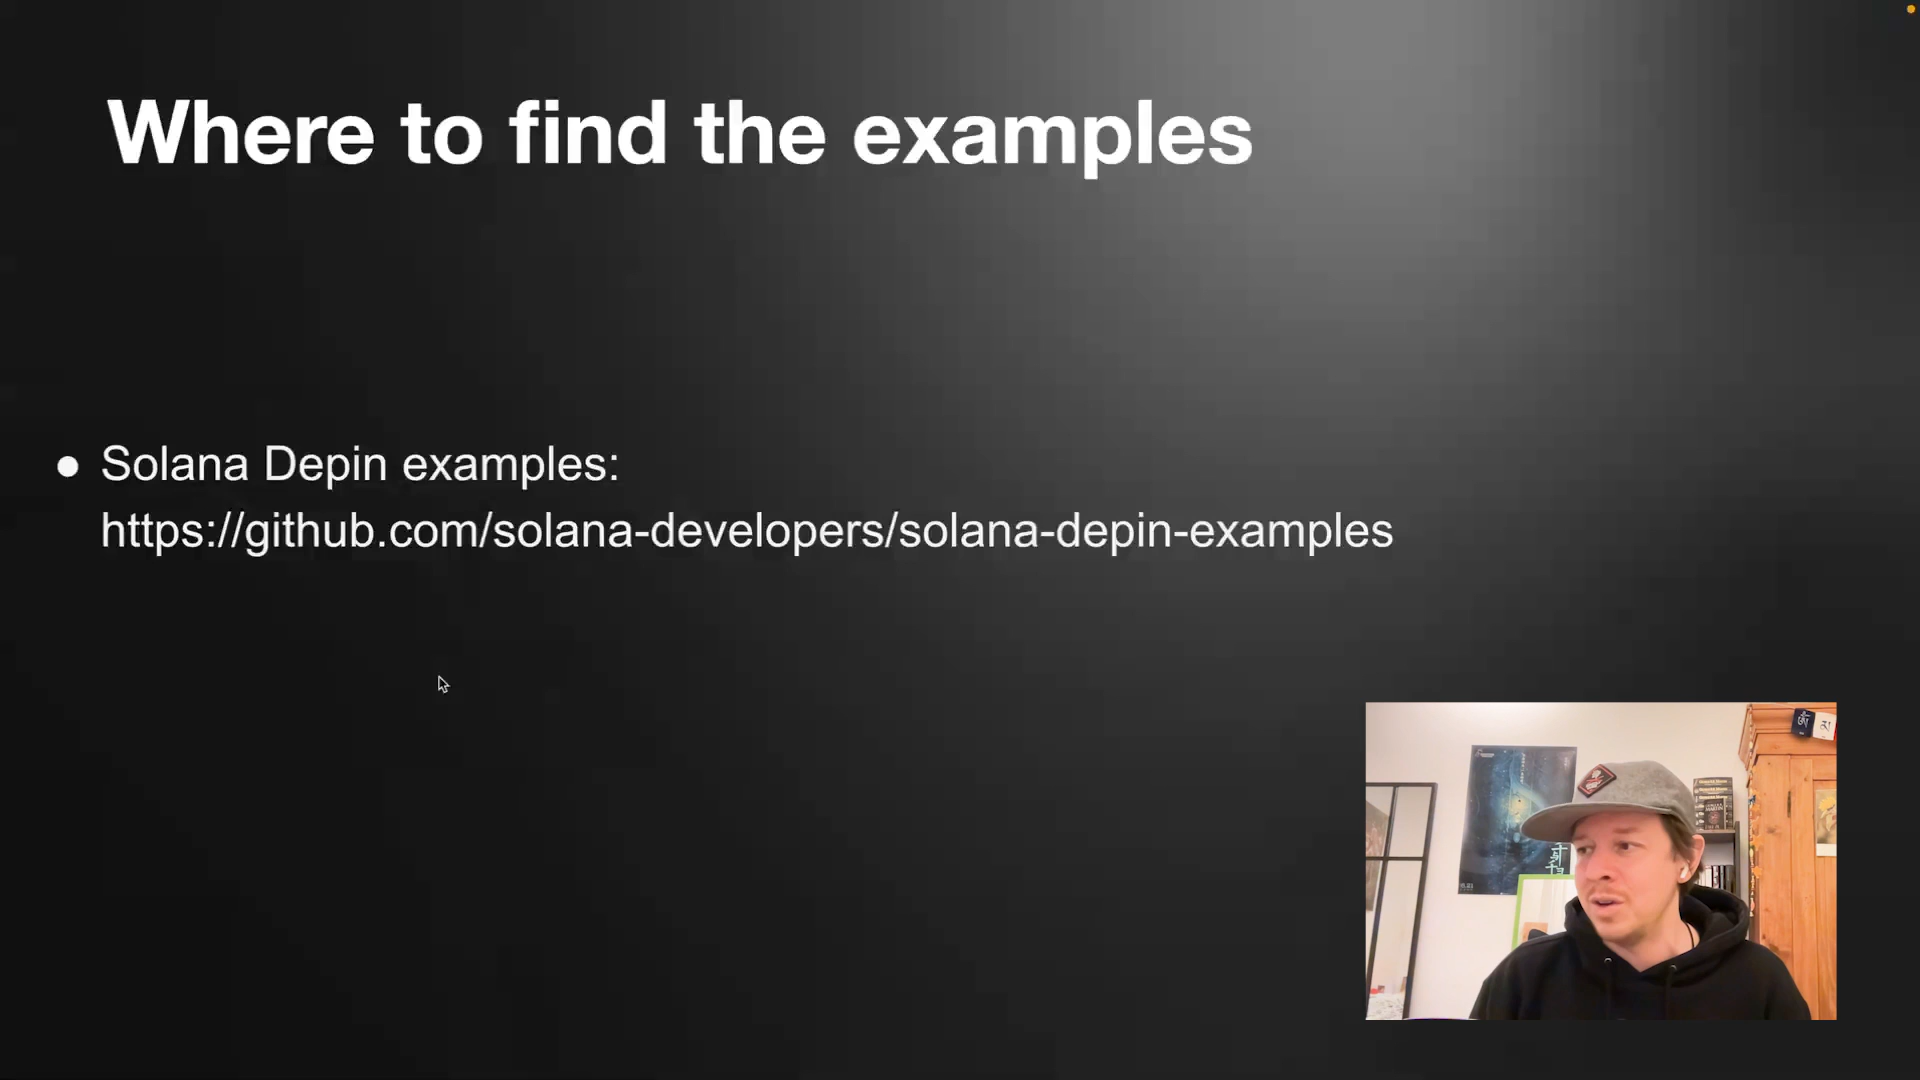 Where to find the examples
● Solana Depin examples:
https://github.com/solana-developers/solana-depin-examples